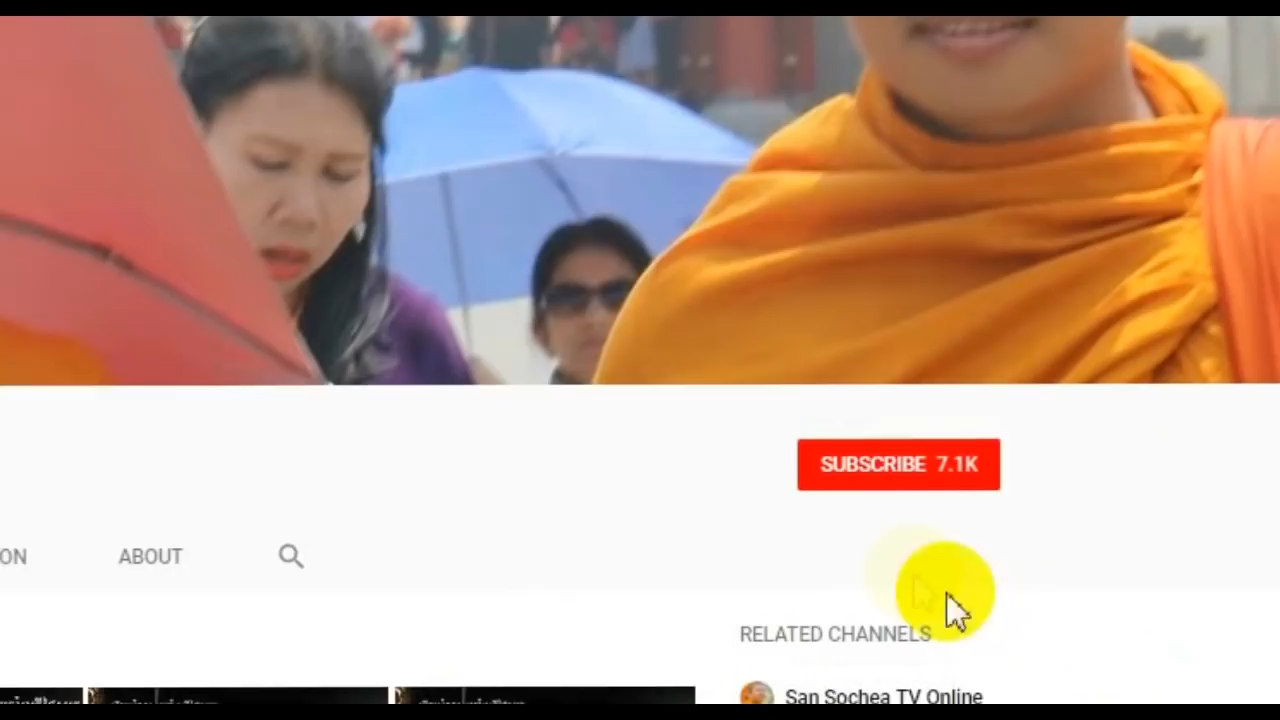 SUBSCRIBE 7.1K
ON
ABOUT
RELATED CHANNELS
San Sochea TV Online